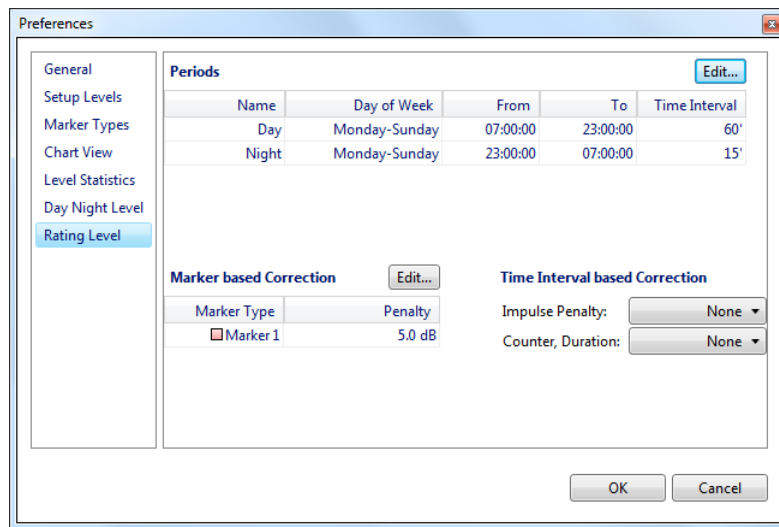 Preferences
General
Setup Levels
Marker Types
Chart View
Level Statistics
Day Night Level
Rating Level
Periods Edit...
Name Day of Week From To Time Interval
Day Monday-Sunday 07:00:00 23:00:00 60'
Night Monday-Sunday 23:00:00 07:00:00 15'
Marker based Correction Edit...
Marker Type Penalty
Marker 1 5.0 dB
Time Interval based Correction
Impulse Penalty: None
Counter, Duration: None
OK Cancel